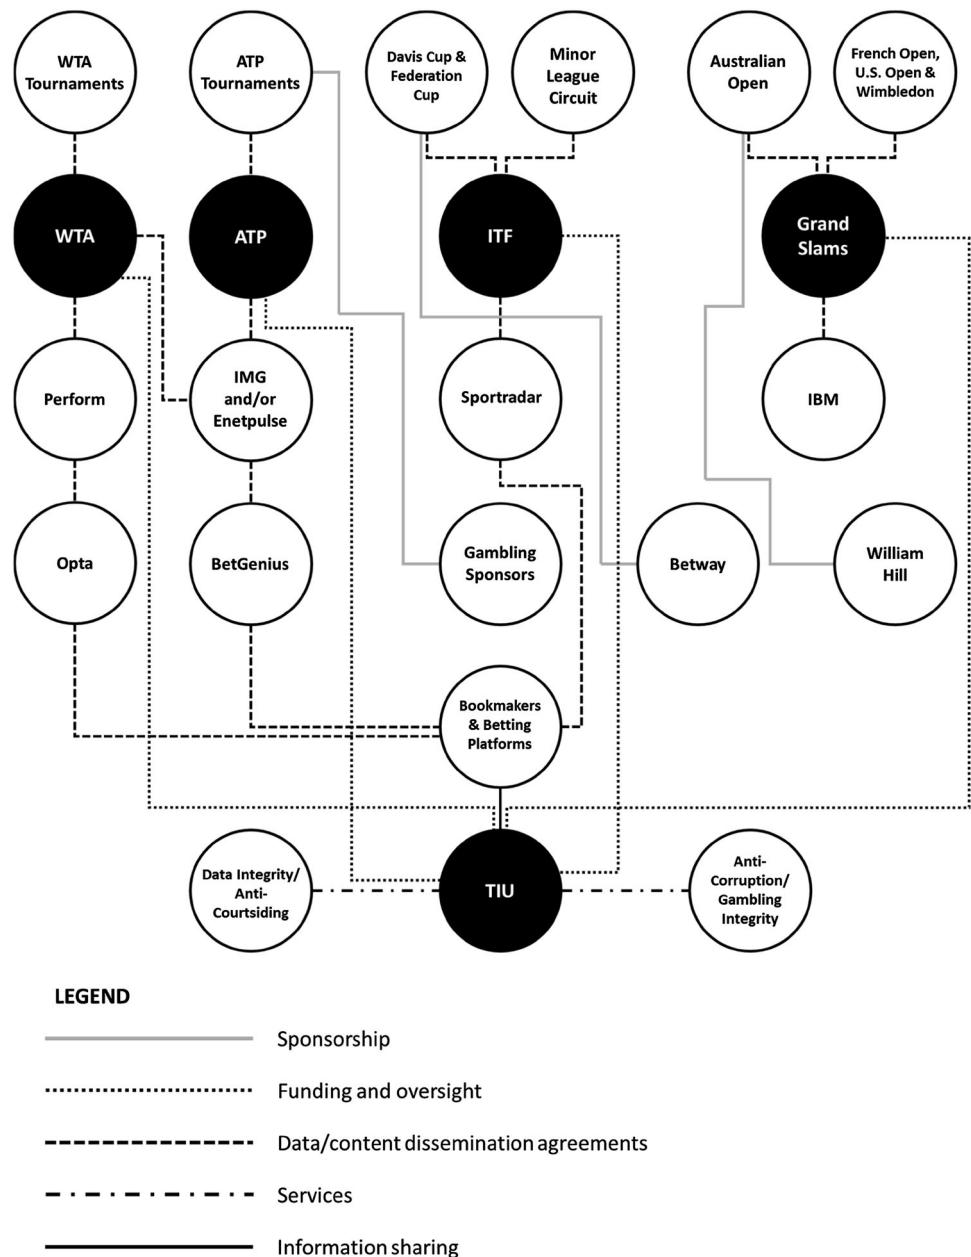 WTA
Tournaments
ATP
Tournaments
Davis Cup &
Federation
Cup
Minor
League
Circuit
Australian
Open
French Open,
U.S. Open &
Wimbledon
WTA
ATP
ITF
Grand
Slams
Perform
IMG
and/or
Enetpulse
Sportradar
IBM
Opta
BetGenius
Gambling
Sponsors
Betway
William
Hill
Bookmakers
& Betting
Platforms
Data Integrity/
Anti-
Courtsiding
TIU
Anti-
Corruption/
Gambling
Integrity
LEGEND
Sponsorship
Funding and oversight
Data/content dissemination agreements
Services
Information sharing